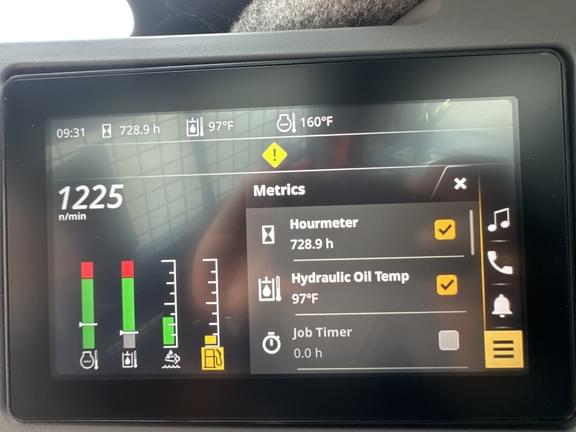 09:31 728.9 h 97°F 160°F
1225
n/min
Metrics
Hourmeter
728.9 h
Hydraulic Oil Temp
97°F
Job Timer
0.0 h